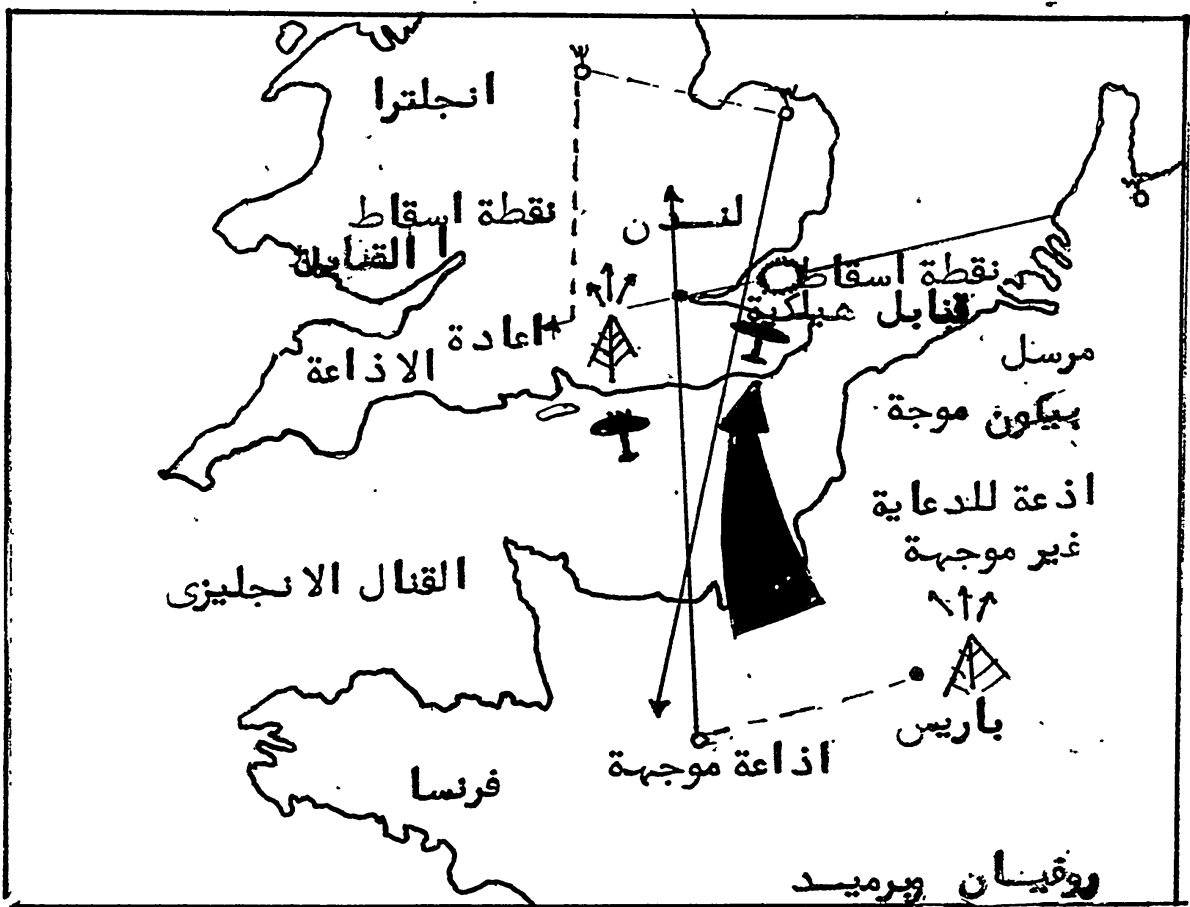 انجلترا
لنـدن
نقطة اسقاط
القنابل
نقطة اسقاط
قنابل هيكلية
اعادة
الاذاعة
مرسل
بيكون موجة
اذعة للدعاية
غير موجهة
القنال الانجليزى
باريس
اذاعة موجهة
فرنسا